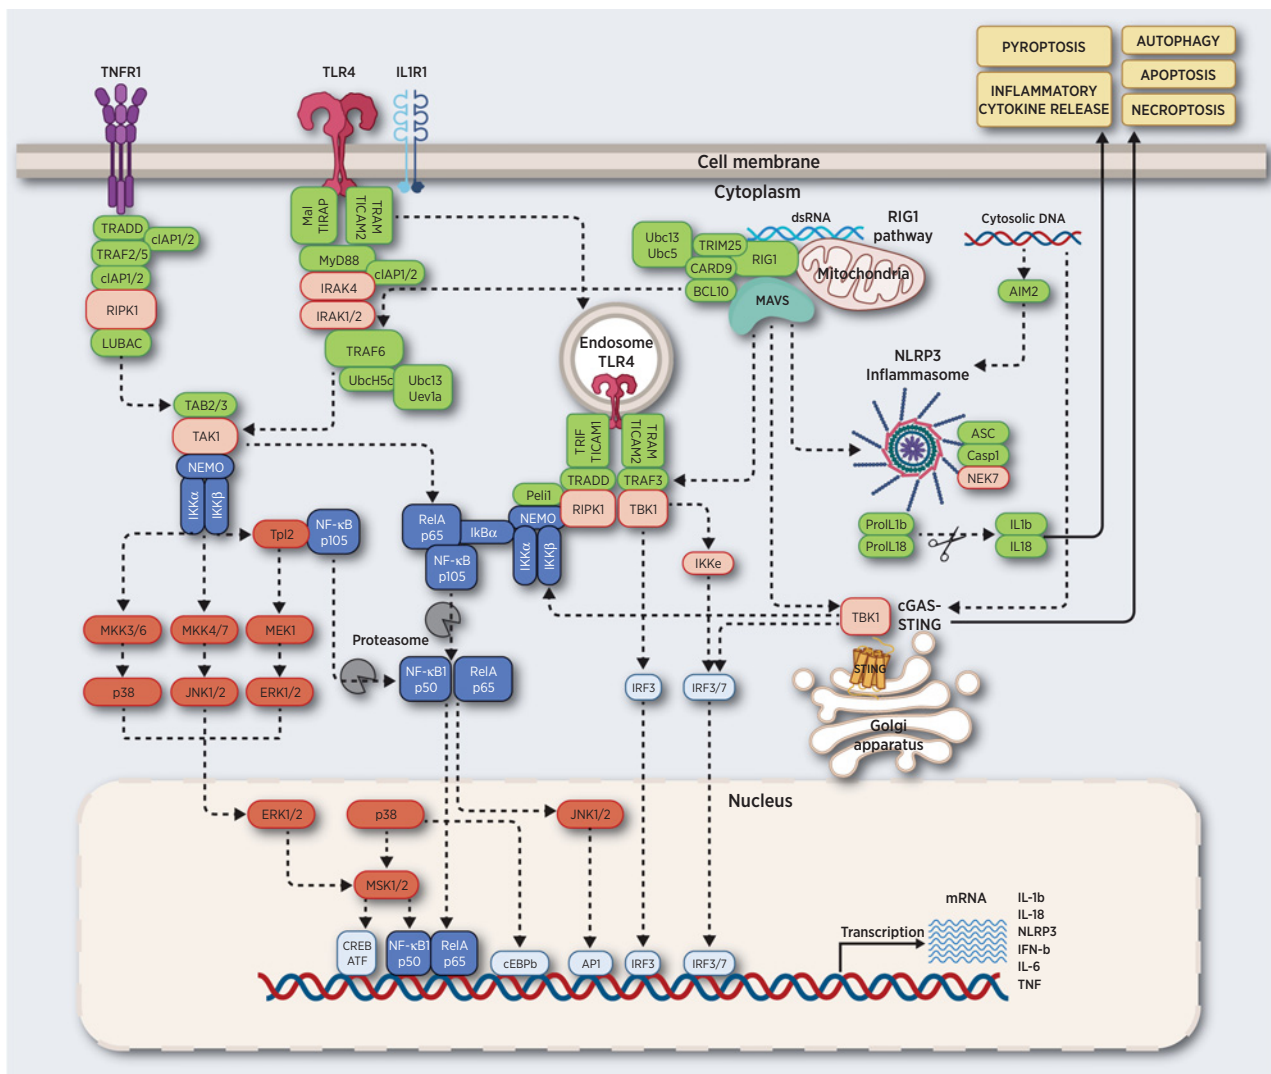 TNFR1
TLR4
IL1R1
PYROPTOSIS
INFLAMMATORY
CYTOKINE RELEASE
AUTOPHAGY
APOPTOSIS
NECROPTOSIS
Cell membrane
Cytoplasm
TRADD
cIAP1/2
TRAF2/5
cIAP1/2
RIPK1
LUBAC
Mal
TIRAP
TRAM
TICAM2
MyD88
cIAP1/2
IRAK4
IRAK1/2
TRAF6
UbcH5c
Ubc13
Uev1a
Ubc13
Ubc5
TRIM25
CARD9
BCL10
RIG1
dsRNA
RIG1
pathway
Mitochondria
MAVS
Cytosolic DNA
AIM2
NLRP3
Inflammasome
ASC
Casp1
NEK7
ProIL1b
ProIL18
IL1b
IL18
Endosome
TLR4
TRIF
TICAM1
TRAM
TICAM2
TRADD
TRAF3
RIPK1
TBK1
Peli1
NEMO
IKKα
IKKβ
IKKe
TAB2/3
TAK1
NEMO
IKKα
IKKβ
Tpl2
NF-κB
p105
RelA
p65
IkBα
NF-κB
p105
Proteasome
NF-κB1
p50
RelA
p65
MKK3/6
MKK4/7
MEK1
p38
JNK1/2
ERK1/2
IRF3
IRF3/7
TBK1
cGAS-
STING
STING
Golgi
apparatus
Nucleus
ERK1/2
p38
JNK1/2
MSK1/2
CREB
ATF
NF-κB1
p50
RelA
p65
cEBPb
AP1
IRF3
IRF3/7
Transcription
mRNA
IL-1b
IL-18
NLRP3
IFN-b
IL-6
TNF